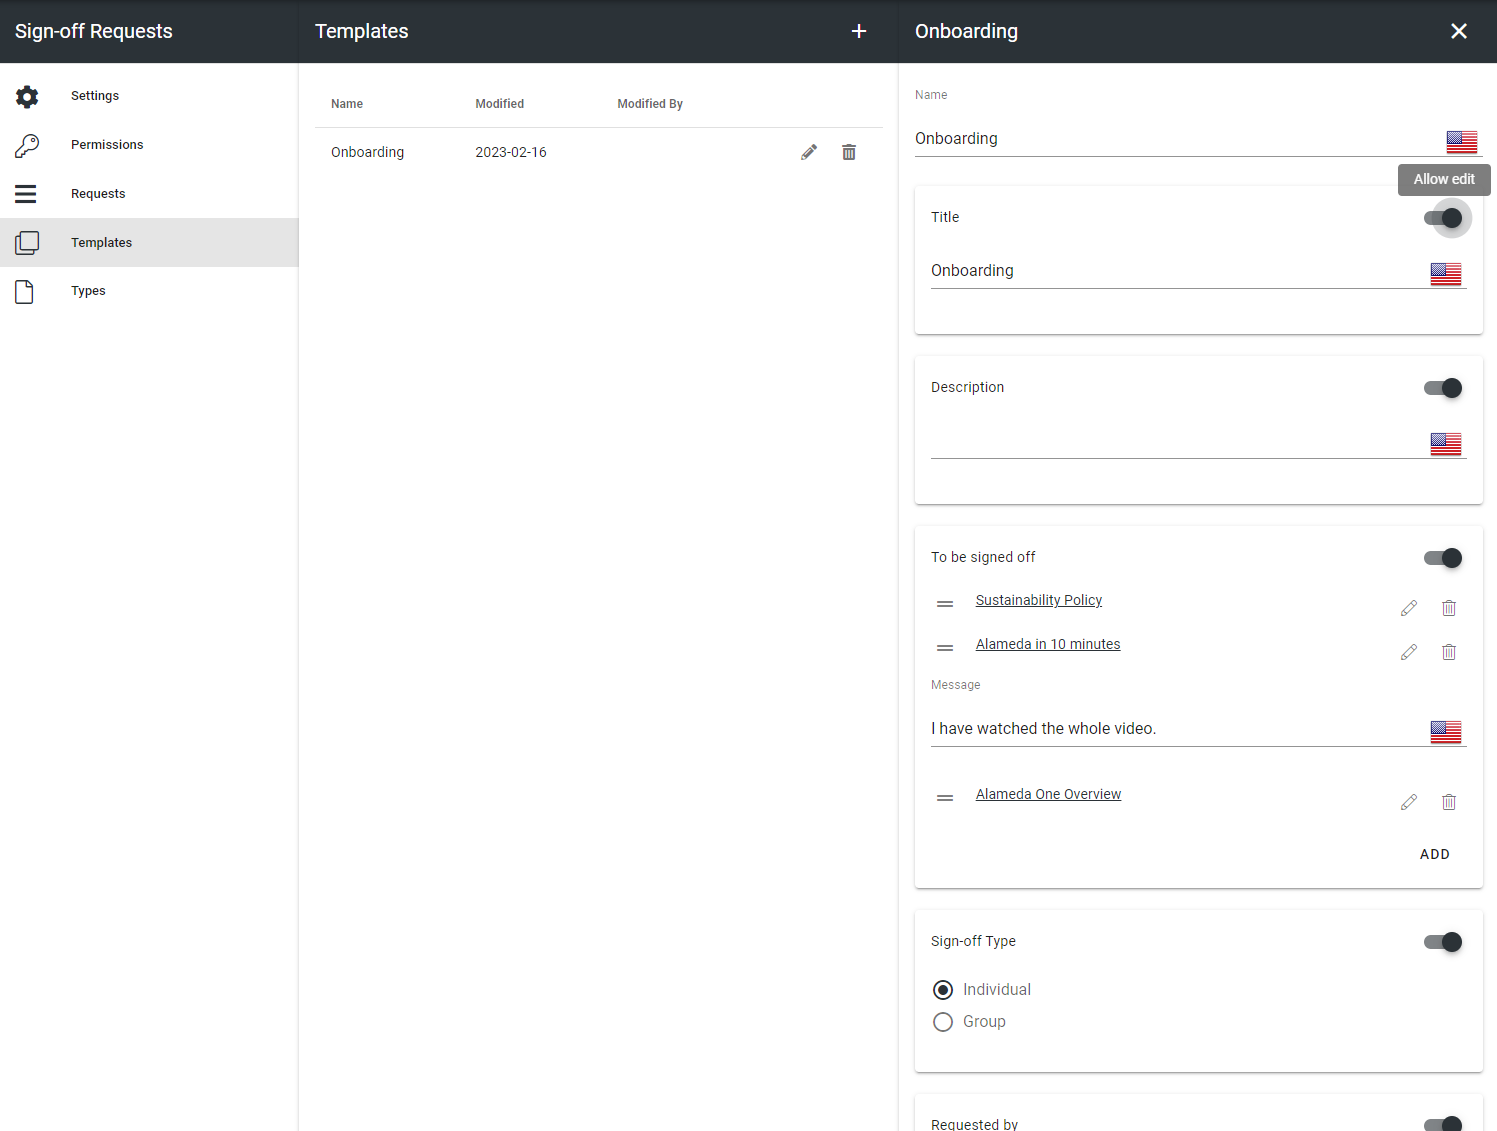 Sign-off Requests
Settings
Permissions
Requests
Templates
Types
Templates
Name Modified Modified By
Onboarding 2023-02-16
Onboarding
Name
Onboarding
Allow edit
Title
Onboarding
Description
To be signed off
Sustainability Policy
Alameda in 10 minutes
Message
I have watched the whole video.
Alameda One Overview
ADD
Sign-off Type
Individual
Group
Requested by